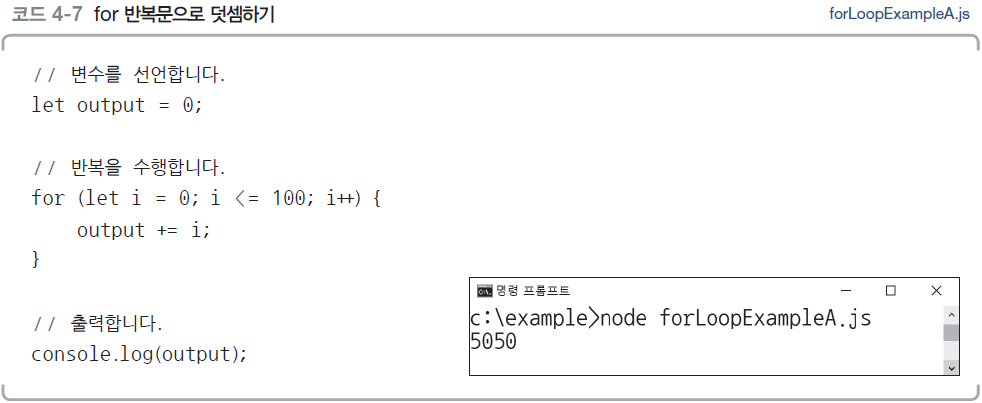 코드 4-7 for 반복문으로 덧셈하기
forLoopExampleA.js
// 변수를 선언합니다.
let output = 0;
// 반복을 수행합니다.
for (let i = 0; i <= 100; i++) {
output += i;
}
// 출력합니다.
console.log(output);
명령 프롬프트
c:\example>node forLoopExampleA.js
5050